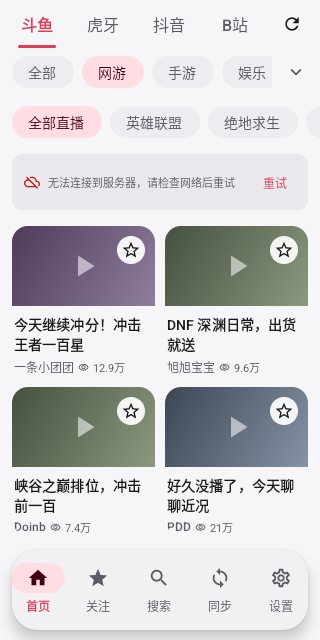 斗鱼 虎牙 抖音 B站
全部 网游 手游 娱乐
全部直播 英雄联盟 绝地求生
无法连接到服务器，请检查网络后重试 重试
今天继续冲分！冲击
王者一百星
一条小团团 12.9万
DNF 深渊日常，出货
就送
旭旭宝宝 9.6万
峡谷之巅排位，冲击
前一百
Doinb 7.4万
好久没播了，今天聊
聊近况
PDD 21万
首页 关注 搜索 同步 设置